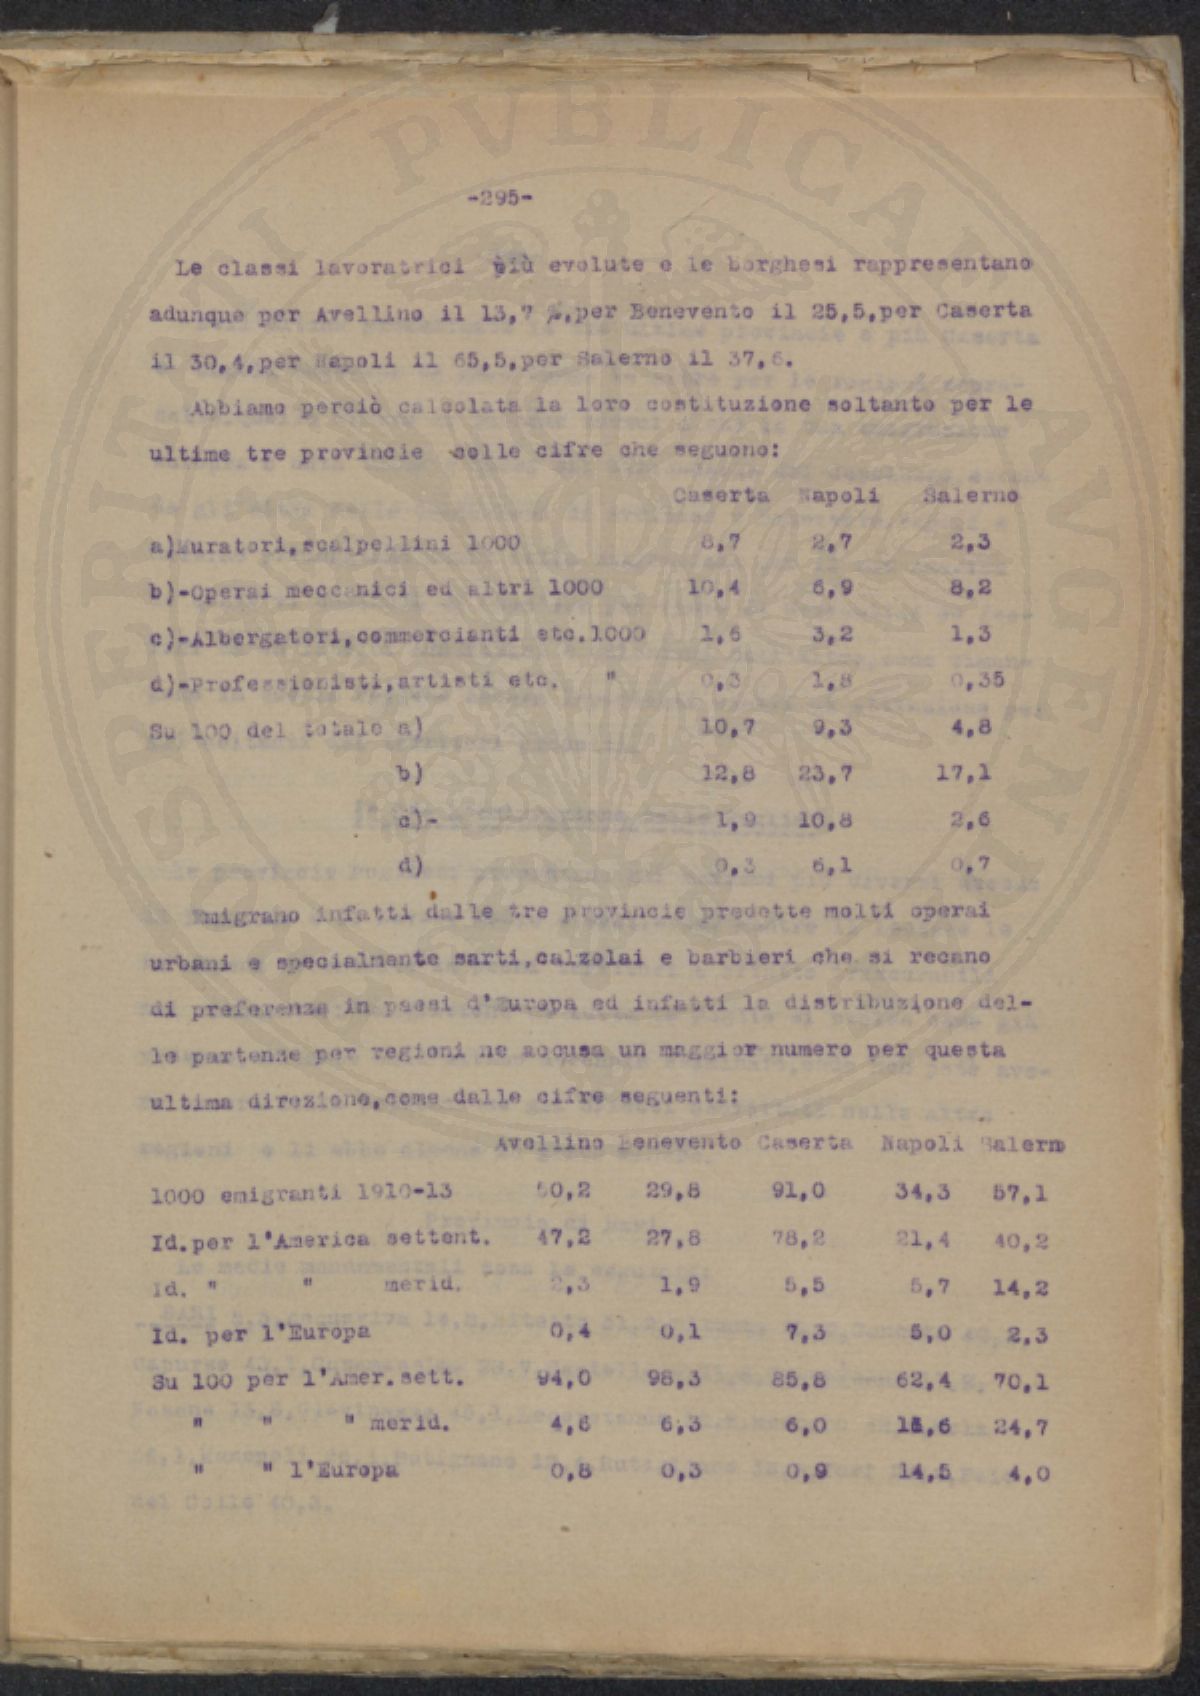 -295-
Le classi lavoratrici più evolute e le borghesi rappresentano
adunque per Avellino il 13,7 %,per Benevento il 25,5,per Caserta
il 30,4,per Napoli il 65,5,per Salerno il 37,6.
Abbiamo perciò calcolata la loro costituzione soltanto per le
ultime tre provincie colle cifre che seguono:
Caserta Napoli Salerno
a)Muratori,scalpellini 1000 8,7 2,7 2,3
b)-Operai meccanici ed altri 1000 10,4 6,9 8,2
c)-Albergatori,commercianti etc.1000 1,6 3,2 1,3
d)-Professionisti,artisti etc. " 0,3 1,8 0,35
Su 100 del totale a) 10,7 9,3 4,8
b) 12,8 23,7 17,1
c)- 1,9 10,8 2,6
d) 0,3 6,1 0,7
Emigrano infatti dalle tre provincie predette molti operai
urbani e specialmente sarti,calzolai e barbieri che si recano
di preferenza in paesi d'Europa ed infatti la distribuzione del-
le partenze per regioni ne accusa un maggior numero per questa
ultima direzione,come dalle cifre seguenti:
Avellino Benevento Caserta Napoli Salerno
1000 emigranti 1910-13 50,2 29,8 91,0 34,3 57,1
Id.per l'America settent. 47,2 27,8 78,2 21,4 40,2
Id. " " merid. 2,3 1,9 5,5 5,7 14,2
Id. per l'Europa 0,4 0,1 7,3 5,0 2,3
Su 100 per l'Amer.sett. 94,0 98,3 85,8 62,4 70,1
" " " merid. 4,6 6,3 6,0 16,6 24,7
" " l'Europa 0,8 0,3 0,9 14,5 4,0